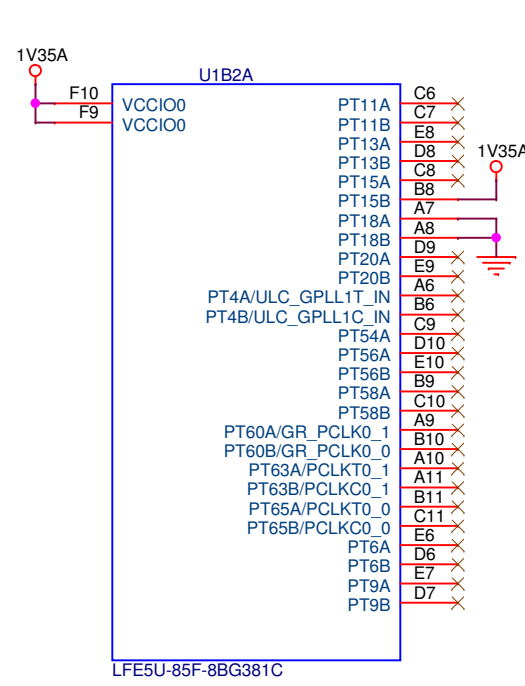 1V35A
U1B2A
F10 VCCIO0 PT11A C6
F9 VCCIO0 PT11B C7
PT13A E8
PT13B D8
1V35A
PT15A C8
PT15B B8
PT18A A7
PT18B A8
PT20A D9
PT20B E9
PT4A/ULC_GPLL1T_IN A6
PT4B/ULC_GPLL1C_IN B6
PT54A C9
PT56A D10
PT56B E10
PT58A B9
PT58B C10
PT60A/GR_PCLK0_1 A9
PT60B/GR_PCLK0_0 B10
PT63A/PCLKT0_1 A10
PT63B/PCLKC0_1 A11
PT65A/PCLKT0_0 B11
PT65B/PCLKC0_0 C11
PT6A E6
PT6B D6
PT9A E7
PT9B D7
LFE5U-85F-8BG381C